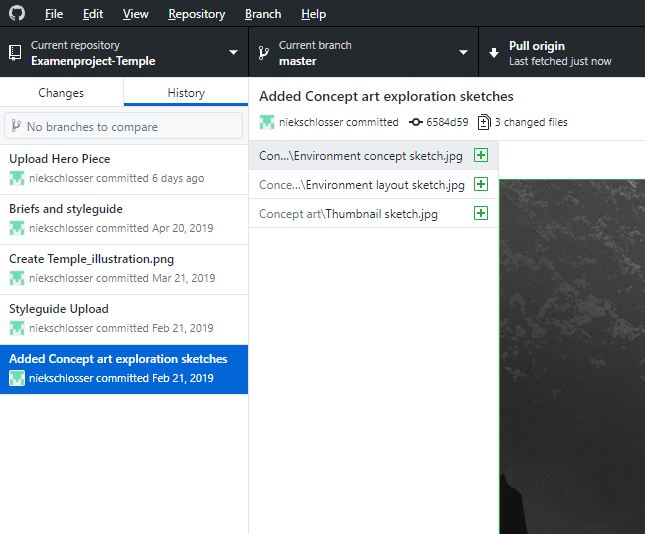 File Edit View Repository Branch Help
Current repository
Examenproject-Temple
Current branch
master
Pull origin
Last fetched just now
Changes
History
No branches to compare
Upload Hero Piece
niekschlosser committed 6 days ago
Briefs and styleguide
niekschlosser committed Apr 20, 2019
Create Temple_illustration.png
niekschlosser committed Mar 21, 2019
Styleguide Upload
niekschlosser committed Feb 21, 2019
Added Concept art exploration sketches
niekschlosser committed Feb 21, 2019
Added Concept art exploration sketches
niekschlosser committed 6584d59 3 changed files
Con...\Environment concept sketch.jpg
Conce...\Environment layout sketch.jpg
Concept art\Thumbnail sketch.jpg